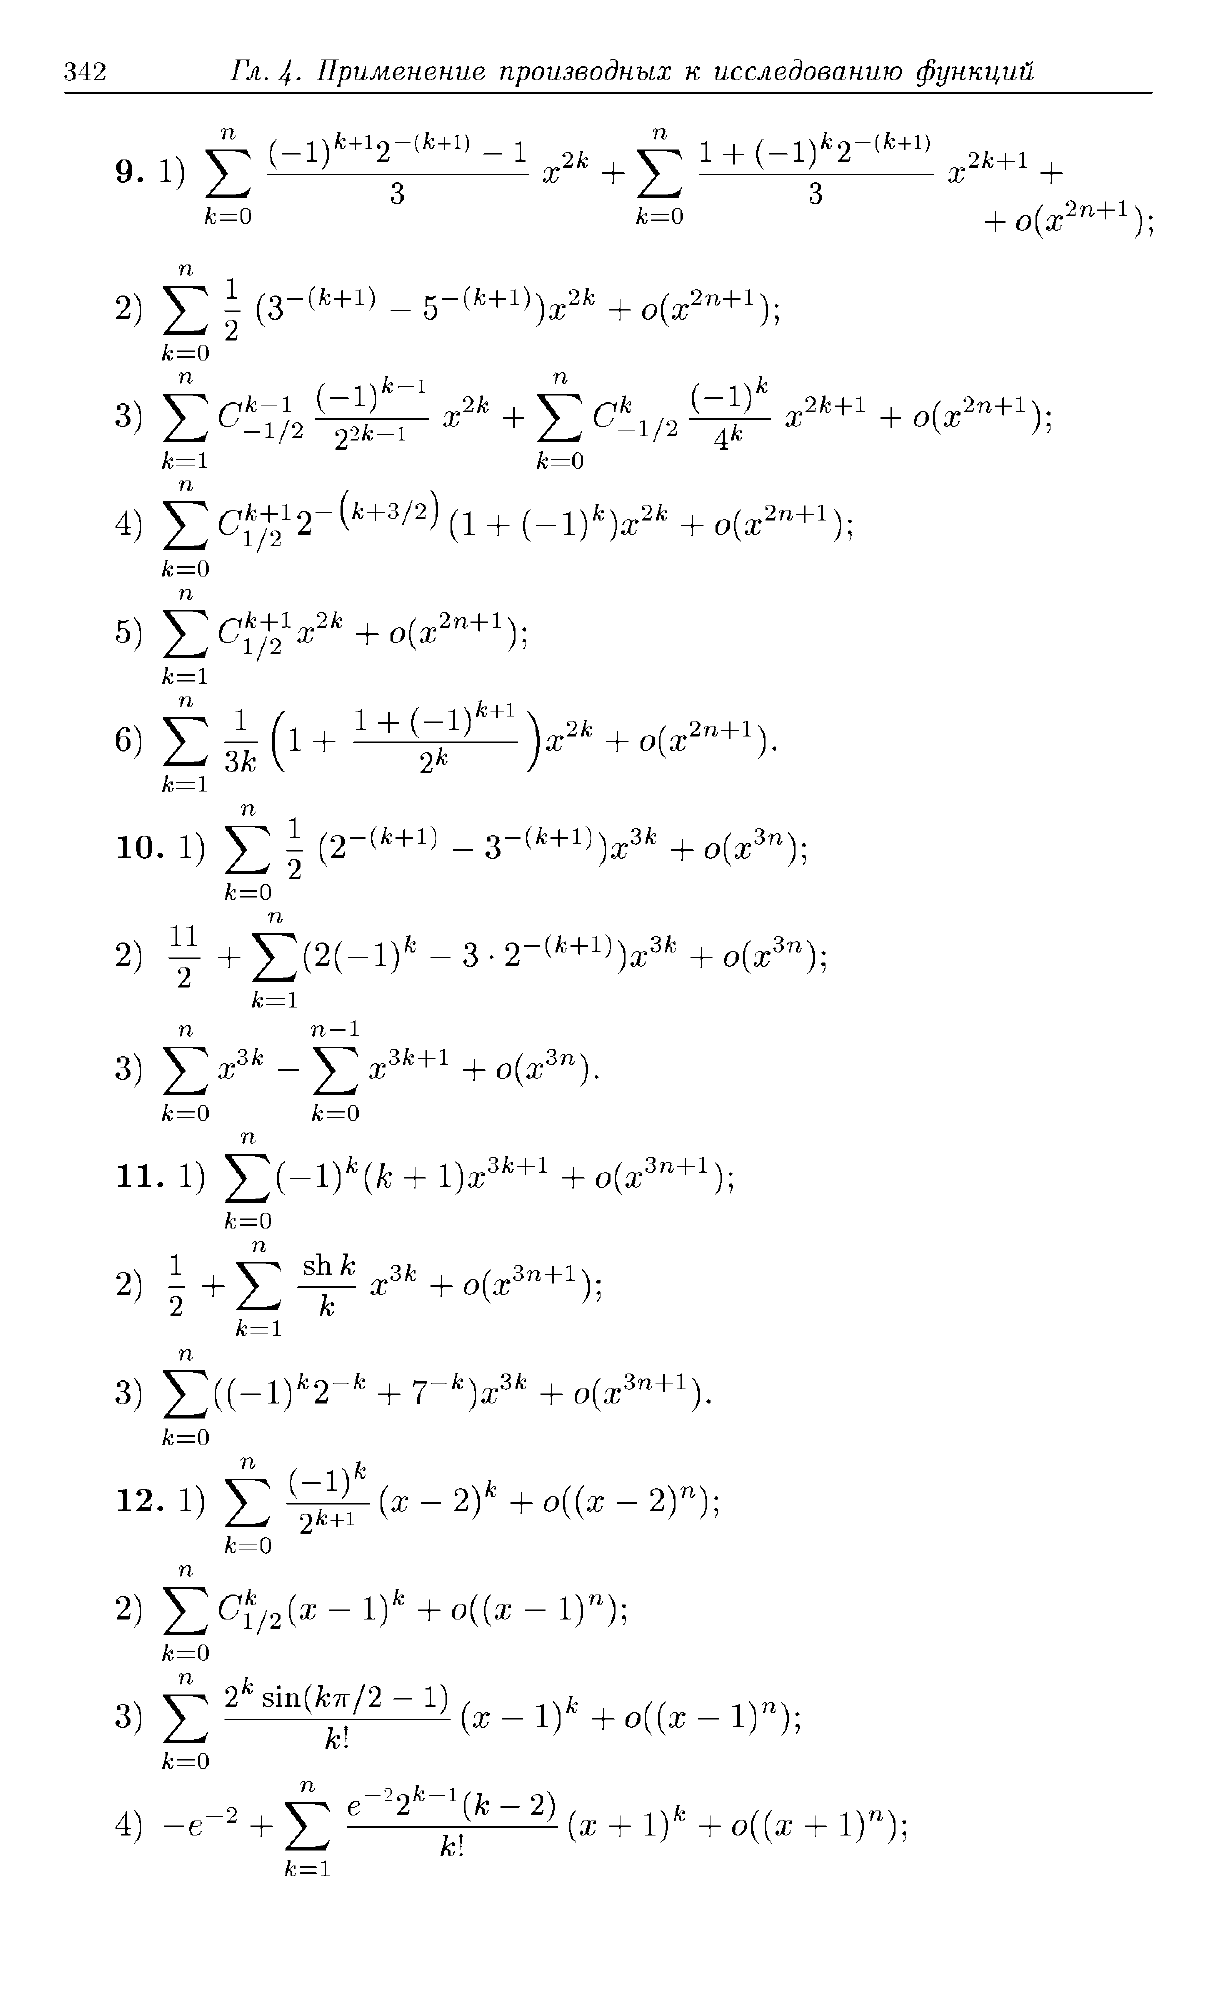 342 Гл. 4. Применение производных к исследованию функций
9. 1) $\sum_{k=0}^{n} \frac{(-1)^{k+1}2^{-(k+1)} - 1}{3} x^{2k} + \sum_{k=0}^{n} \frac{1 + (-1)^k 2^{-(k+1)}}{3} x^{2k+1} +$
$+ o(x^{2n+1});$
2) $\sum_{k=0}^{n} \frac{1}{2} (3^{-(k+1)} - 5^{-(k+1)})x^{2k} + o(x^{2n+1});$
3) $\sum_{k=1}^{n} C_{-1/2}^{k-1} \frac{(-1)^{k-1}}{2^{2k-1}} x^{2k} + \sum_{k=0}^{n} C_{-1/2}^{k} \frac{(-1)^k}{4^k} x^{2k+1} + o(x^{2n+1});$
4) $\sum_{k=0}^{n} C_{1/2}^{k+1} 2^{-(k+3/2)} (1 + (-1)^k)x^{2k} + o(x^{2n+1});$
5) $\sum_{k=1}^{n} C_{1/2}^{k+1} x^{2k} + o(x^{2n+1});$
6) $\sum_{k=1}^{n} \frac{1}{3k} \left(1 + \frac{1 + (-1)^{k+1}}{2^k}\right)x^{2k} + o(x^{2n+1}).$
10. 1) $\sum_{k=0}^{n} \frac{1}{2} (2^{-(k+1)} - 3^{-(k+1)})x^{3k} + o(x^{3n});$
2) $\frac{11}{2} + \sum_{k=1}^{n} (2(-1)^k - 3 \cdot 2^{-(k+1)})x^{3k} + o(x^{3n});$
3) $\sum_{k=0}^{n} x^{3k} - \sum_{k=0}^{n-1} x^{3k+1} + o(x^{3n}).$
11. 1) $\sum_{k=0}^{n} (-1)^k (k + 1)x^{3k+1} + o(x^{3n+1});$
2) $\frac{1}{2} + \sum_{k=1}^{n} \frac{\operatorname{sh} k}{k} x^{3k} + o(x^{3n+1});$
3) $\sum_{k=0}^{n} ((-1)^k 2^{-k} + 7^{-k})x^{3k} + o(x^{3n+1}).$
12. 1) $\sum_{k=0}^{n} \frac{(-1)^k}{2^{k+1}} (x - 2)^k + o((x - 2)^n);$
2) $\sum_{k=0}^{n} C_{1/2}^{k} (x - 1)^k + o((x - 1)^n);$
3) $\sum_{k=0}^{n} \frac{2^k \sin(k\pi/2 - 1)}{k!} (x - 1)^k + o((x - 1)^n);$
4) $-e^{-2} + \sum_{k=1}^{n} \frac{e^{-2} 2^{k-1} (k - 2)}{k!} (x + 1)^k + o((x + 1)^n);$